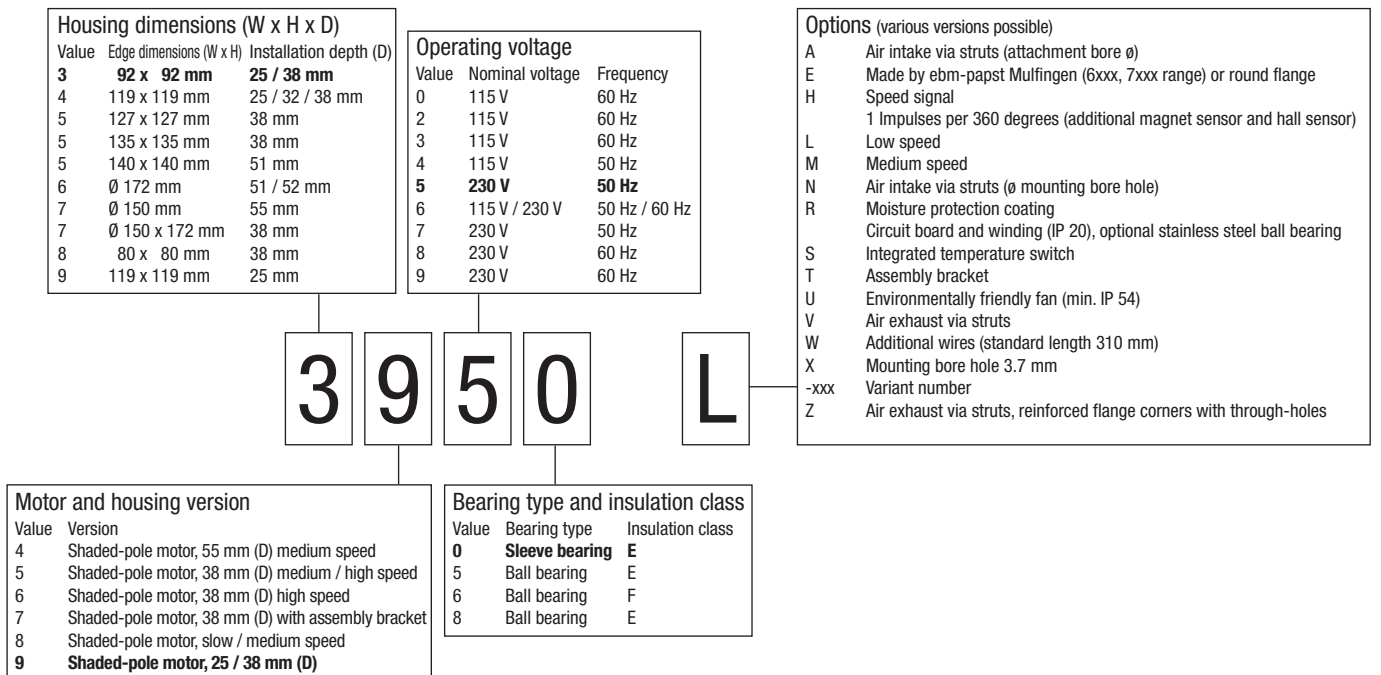 Housing dimensions (W x H x D)
Value Edge dimensions (W x H) Installation depth (D)
3 92 x 92 mm 25 / 38 mm
4 119 x 119 mm 25 / 32 / 38 mm
5 127 x 127 mm 38 mm
5 135 x 135 mm 38 mm
5 140 x 140 mm 51 mm
6 Ø 172 mm 51 / 52 mm
7 Ø 150 mm 55 mm
7 Ø 150 x 172 mm 38 mm
8 80 x 80 mm 38 mm
9 119 x 119 mm 25 mm
Operating voltage
Value Nominal voltage Frequency
0 115 V 60 Hz
2 115 V 60 Hz
3 115 V 60 Hz
4 115 V 50 Hz
5 230 V 50 Hz
6 115 V / 230 V 50 Hz / 60 Hz
7 230 V 50 Hz
8 230 V 60 Hz
9 230 V 60 Hz
Options (various versions possible)
A Air intake via struts (attachment bore ø)
E Made by ebm-papst Mulfingen (6xxx, 7xxx range) or round flange
H Speed signal
1 Impulses per 360 degrees (additional magnet sensor and hall sensor)
L Low speed
M Medium speed
N Air intake via struts (ø mounting bore hole)
R Moisture protection coating
Circuit board and winding (IP 20), optional stainless steel ball bearing
S Integrated temperature switch
T Assembly bracket
U Environmentally friendly fan (min. IP 54)
V Air exhaust via struts
W Additional wires (standard length 310 mm)
X Mounting bore hole 3.7 mm
-xxx Variant number
Z Air exhaust via struts, reinforced flange corners with through-holes
3 9 5 0 L
Motor and housing version
Value Version
4 Shaded-pole motor, 55 mm (D) medium speed
5 Shaded-pole motor, 38 mm (D) medium / high speed
6 Shaded-pole motor, 38 mm (D) high speed
7 Shaded-pole motor, 38 mm (D) with assembly bracket
8 Shaded-pole motor, slow / medium speed
9 Shaded-pole motor, 25 / 38 mm (D)
Bearing type and insulation class
Value Bearing type Insulation class
0 Sleeve bearing E
5 Ball bearing E
6 Ball bearing F
8 Ball bearing E